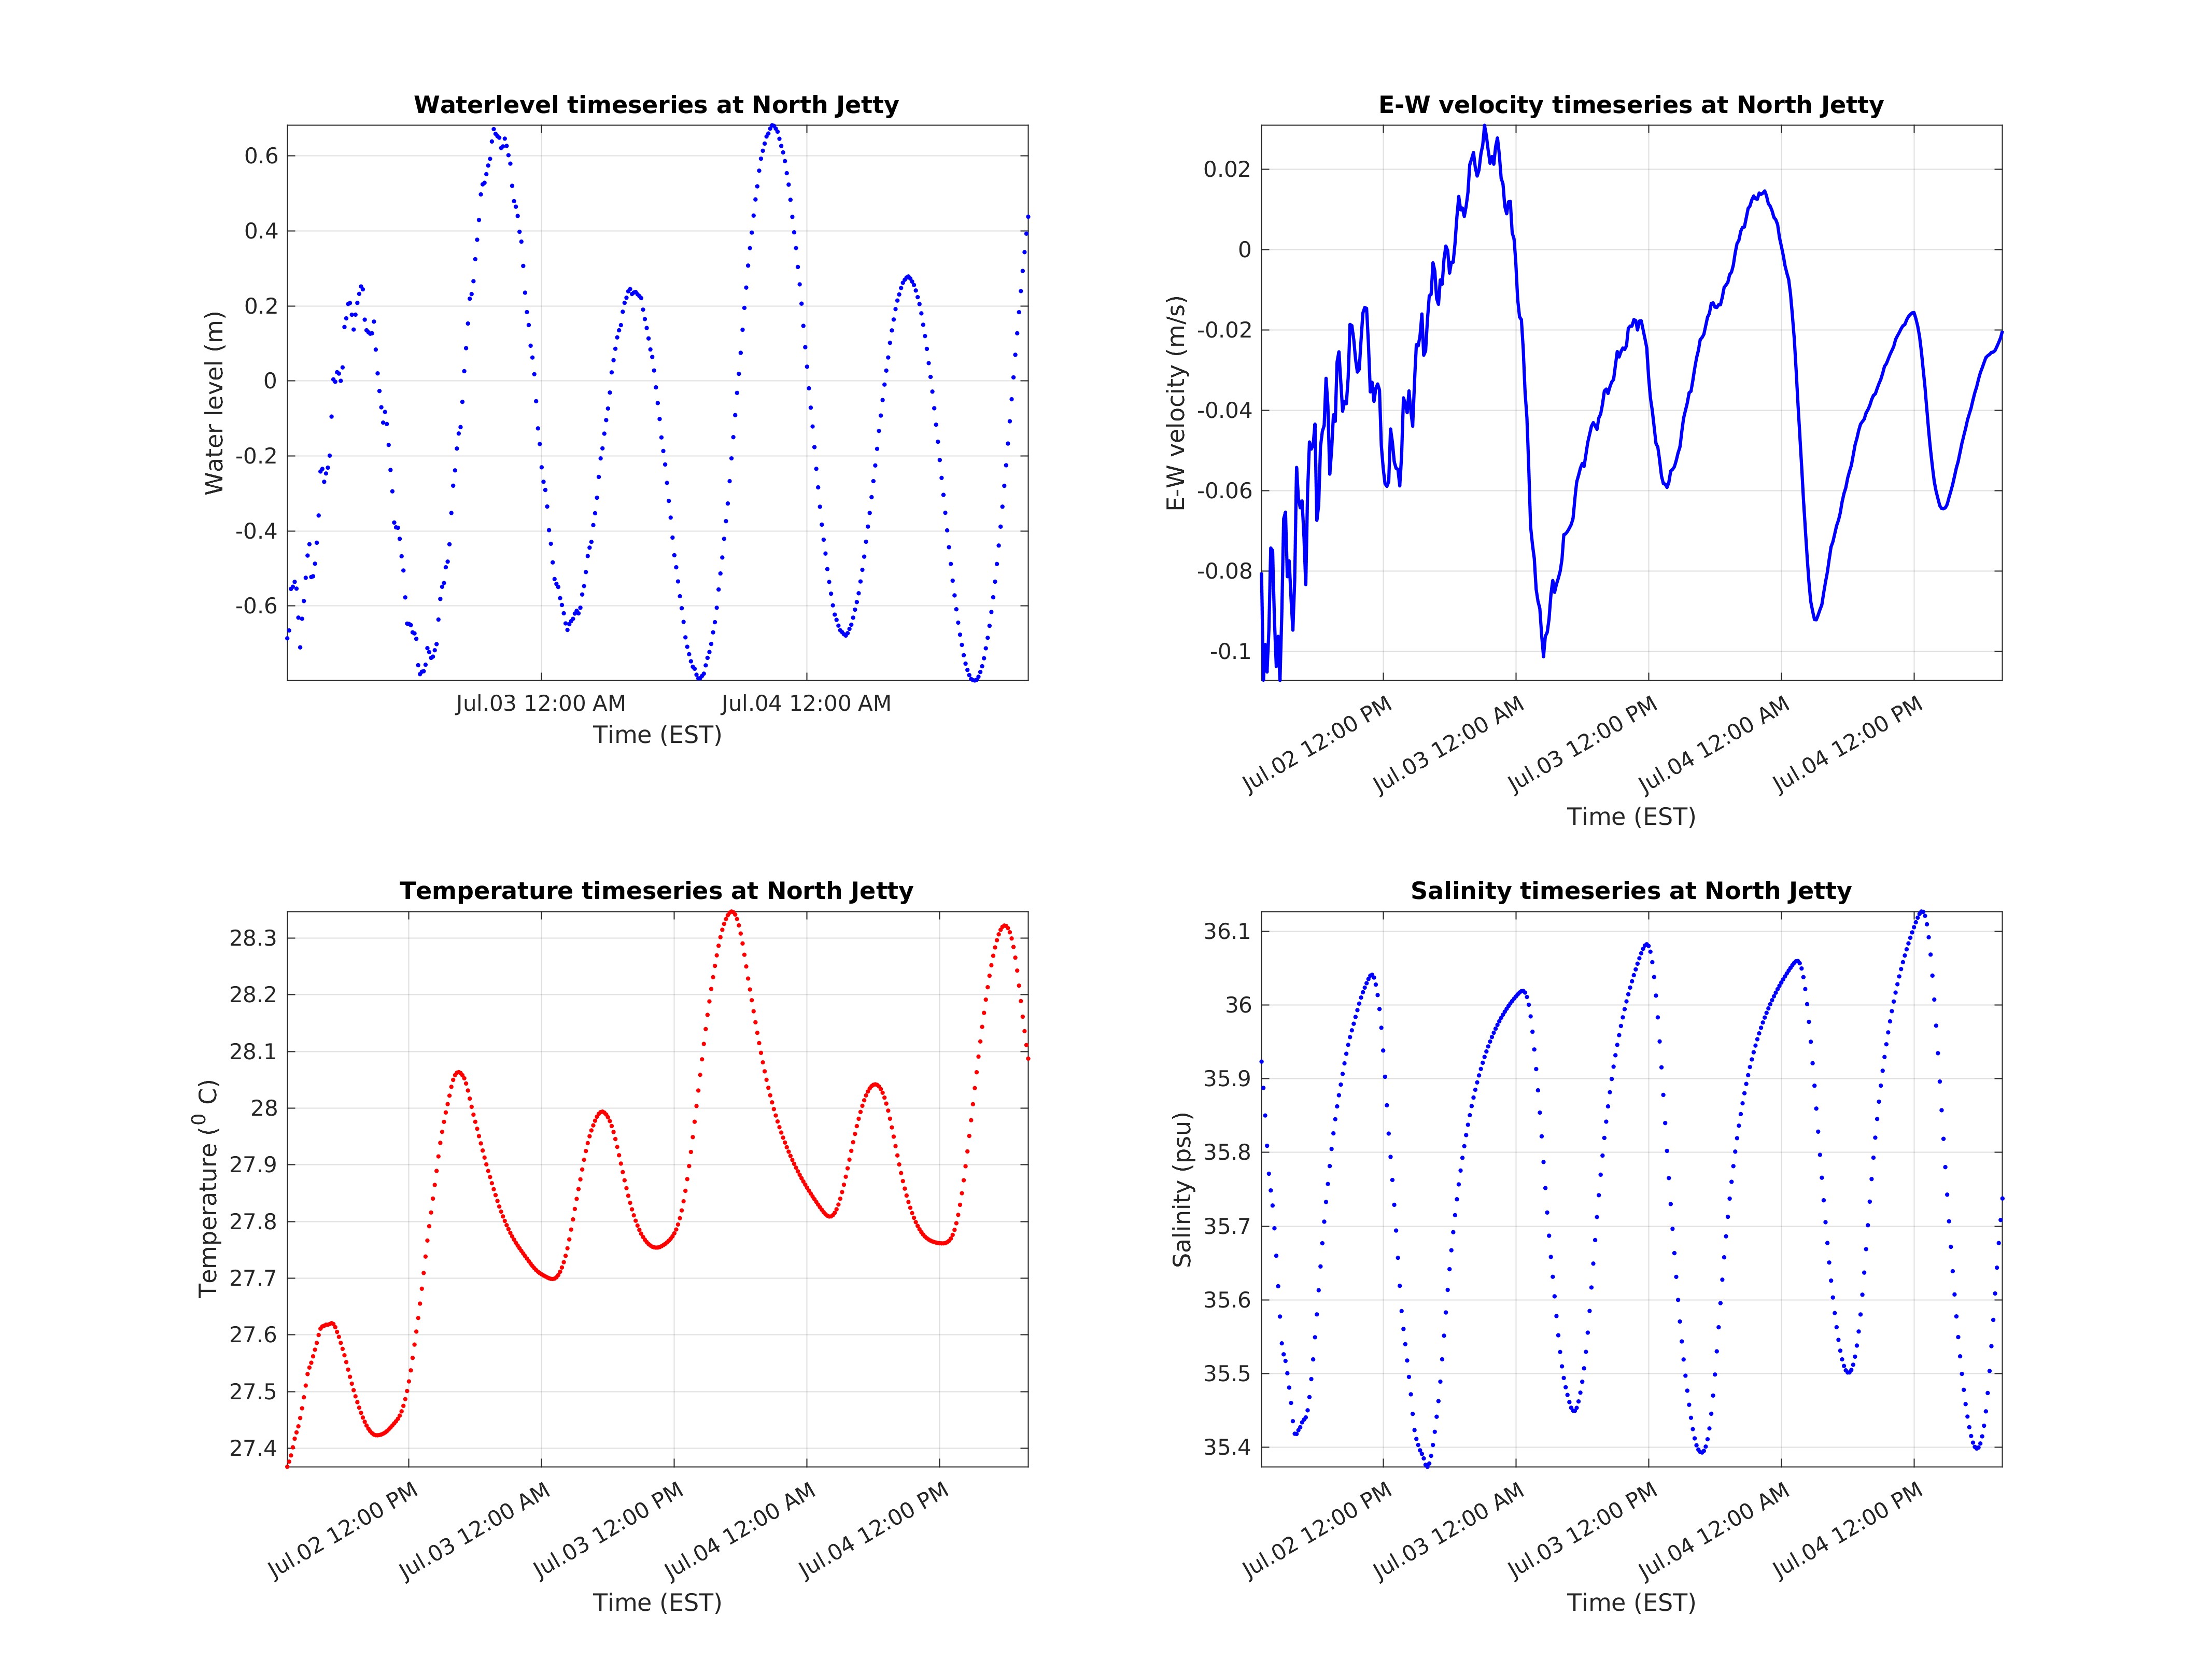 Waterlevel timeseries at North Jetty
0.6
0.4
0.2
0
-0.2
-0.4
-0.6
Water level (m)
Jul.03 12:00 AM
Jul.04 12:00 AM
Time (EST)
E-W velocity timeseries at North Jetty
0.02
0
-0.02
-0.04
-0.06
-0.08
-0.1
E-W velocity (m/s)
Jul.02 12:00 PM
Jul.03 12:00 AM
Jul.03 12:00 PM
Jul.04 12:00 AM
Jul.04 12:00 PM
Time (EST)
Temperature timeseries at North Jetty
28.3
28.2
28.1
28
27.9
27.8
27.7
27.6
27.5
27.4
Temperature (⁰ C)
Jul.02 12:00 PM
Jul.03 12:00 AM
Jul.03 12:00 PM
Jul.04 12:00 AM
Jul.04 12:00 PM
Time (EST)
Salinity timeseries at North Jetty
36.1
36
35.9
35.8
35.7
35.6
35.5
35.4
Salinity (psu)
Jul.02 12:00 PM
Jul.03 12:00 AM
Jul.03 12:00 PM
Jul.04 12:00 AM
Jul.04 12:00 PM
Time (EST)